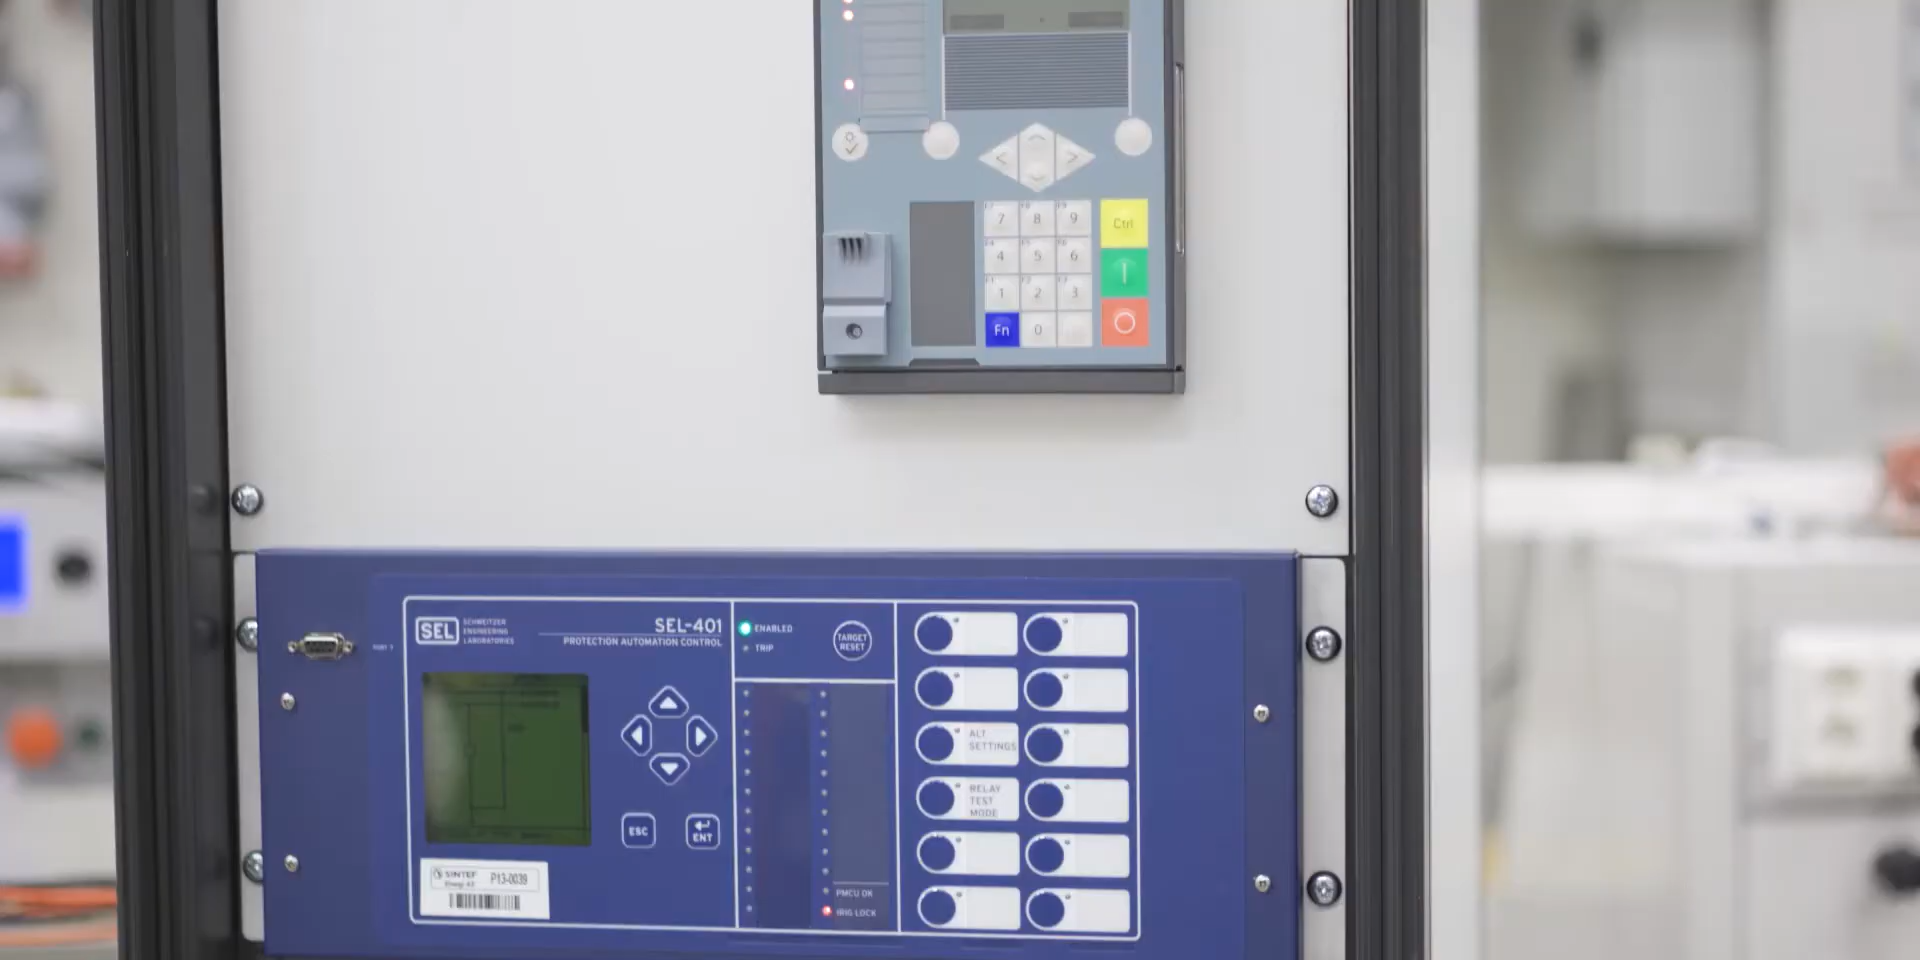 7 8 9 Ctrl
4 5 6
1 2 3
Fn 0
SEL SCHWEITZER
ENGINEERING
LABORATORIES
SEL-401
PROTECTION AUTOMATION CONTROL
ENABLED
TRIP
TARGET
RESET
ESC
ENT
ALT
SETTINGS
RELAY
TEST
MODE
SINTEF
P13-0039
PMCU OK
IRIG LOCK